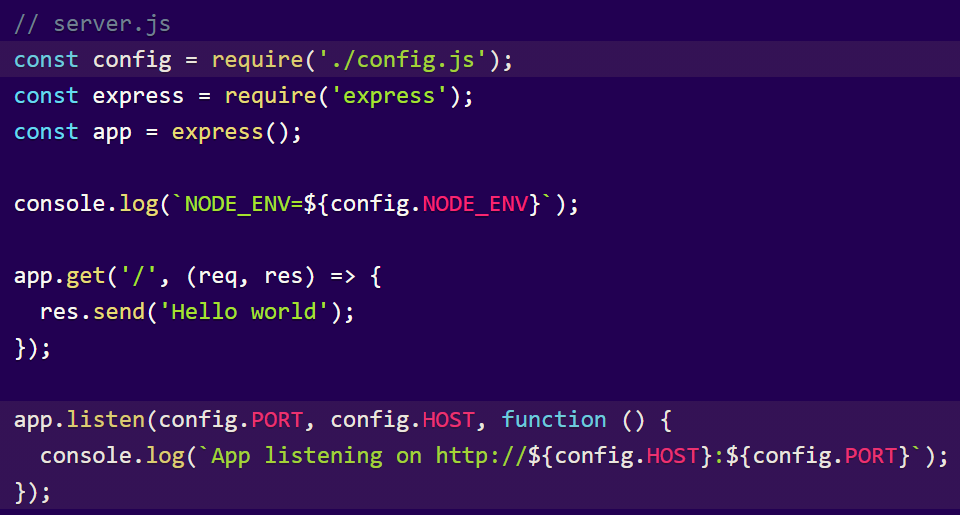 // server.js
const config = require('./config.js');
const express = require('express');
const app = express();

console.log(`NODE_ENV=${config.NODE_ENV}`);

app.get('/', (req, res) => {
  res.send('Hello world');
});

app.listen(config.PORT, config.HOST, function () {
  console.log(`App listening on http://${config.HOST}:${config.PORT}`);
});